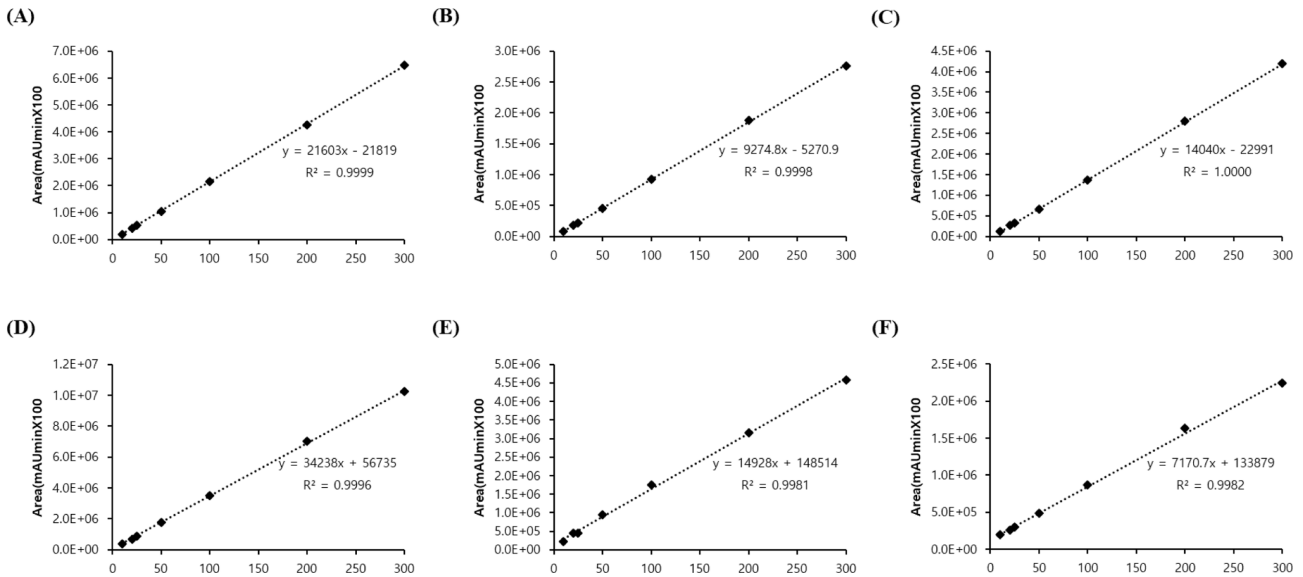 (A)
Area(mAUminX100
7.0E+06
6.0E+06
5.0E+06
4.0E+06
3.0E+06
2.0E+06
1.0E+06
0.0E+00
y = 21603x - 21819
R² = 0.9999
0 50 100 150 200 250 300
(B)
Area(mAUminX100
3.0E+06
2.5E+06
2.0E+06
1.5E+06
1.0E+06
5.0E+05
0.0E+00
y = 9274.8x - 5270.9
R² = 0.9998
0 50 100 150 200 250 300
(C)
Area(mAUminX100
4.5E+06
4.0E+06
3.5E+06
3.0E+06
2.5E+06
2.0E+06
1.5E+06
1.0E+06
5.0E+05
0.0E+00
y = 14040x - 22991
R² = 1.0000
0 50 100 150 200 250 300
(D)
Area(mAUminX100
1.2E+07
1.0E+07
8.0E+06
6.0E+06
4.0E+06
2.0E+06
0.0E+00
y = 34238x + 56735
R² = 0.9996
0 50 100 150 200 250 300
(E)
Area(mAUminX100
5.0E+06
4.5E+06
4.0E+06
3.5E+06
3.0E+06
2.5E+06
2.0E+06
1.5E+06
1.0E+06
5.0E+05
0.0E+00
y = 14928x + 148514
R² = 0.9981
0 50 100 150 200 250 300
(F)
Area(mAUminX100
2.5E+06
2.0E+06
1.5E+06
1.0E+06
5.0E+05
0.0E+00
y = 7170.7x + 133879
R² = 0.9982
0 50 100 150 200 250 300